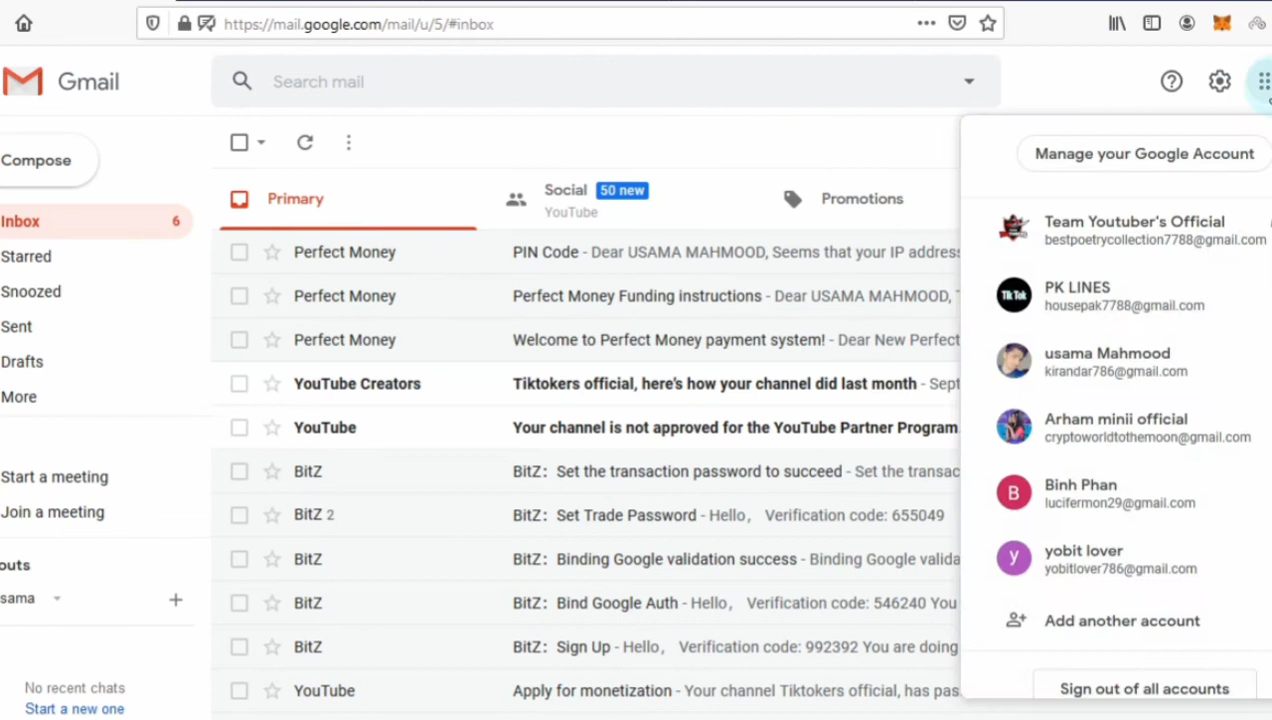 https://mail.google.com/mail/u/5/#inbox
Gmail
Search mail
Compose
Inbox 6
Starred
Snoozed
Sent
Drafts
More
Start a meeting
Join a meeting
outs
sama
No recent chats
Start a new one
Primary
Social 50 new
YouTube
Promotions
Perfect Money PIN Code - Dear USAMA MAHMOOD, Seems that your IP address
Perfect Money Perfect Money Funding instructions - Dear USAMA MAHMOOD,
Perfect Money Welcome to Perfect Money payment system! - Dear New Perfect
YouTube Creators Tiktokers official, here's how your channel did last month - Sept
YouTube Your channel is not approved for the YouTube Partner Program
BitZ BitZ： Set the transaction password to succeed - Set the transac
BitZ 2 BitZ： Set Trade Password - Hello， Verification code: 655049
BitZ BitZ： Binding Google validation success - Binding Google valida
BitZ BitZ： Bind Google Auth - Hello， Verification code: 546240 You
BitZ BitZ： Sign Up - Hello， Verification code: 992392 You are doing
YouTube Apply for monetization - Your channel Tiktokers official, has pas
Manage your Google Account
Team Youtuber's Official
bestpoetrycollection7788@gmail.com
Tik Tok
PK LINES
housepak7788@gmail.com
usama Mahmood
kirandar786@gmail.com
Arham minii official
cryptoworldtothemoon@gmail.com
B
Binh Phan
lucifermon29@gmail.com
y
yobit lover
yobitlover786@gmail.com
Add another account
Sign out of all accounts